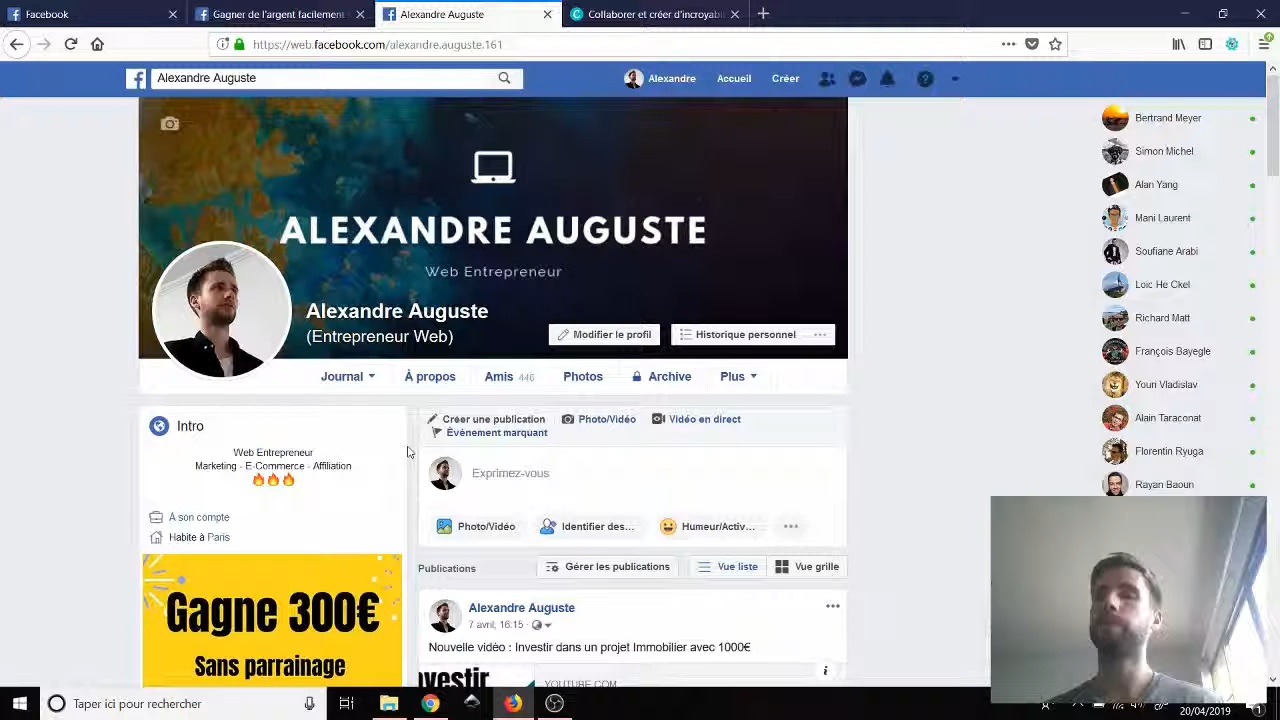 Facebook
Gagne de l'argent facilement
Alexandre Auguste
Collaborer et créer d'incroyabl
https://web.facebook.com/alexandre.auguste.161
Alexandre Auguste
Alexandre
Accueil
Créer
ALEXANDRE AUGUSTE
Web Entrepreneur
Alexandre Auguste
(Entrepreneur Web)
Modifier le profil
Historique personnel
Journal
À propos
Amis 446
Photos
Archive
Plus
Intro
Web Entrepreneur
Marketing - E-Commerce - Affiliation
À son compte
Habite à Paris
Gagne 300€
Sans parrainage
Créer une publication
Photo/Vidéo
Vidéo en direct
Évènement marquant
Exprimez-vous
Photo/Vidéo
Identifier des...
Humeur/Activ...
Publications
Gérer les publications
Vue liste
Vue grille
Alexandre Auguste
7 avril, 16:15
Nouvelle vidéo : Investir dans un projet Immobilier avec 1000€
nvestir
YOUTUBE.COM
Bertrand Meyer
Simon Michel
Alan Yang
Mani Laurent
Soufiane Arabi
Loïc He Ckel
Richard Matt
François Bayegle
Youri Vladislav
Alain Taraconat
Florentin Ryuga
Rayan Baoun
Taper ici pour rechercher
20/04/2019